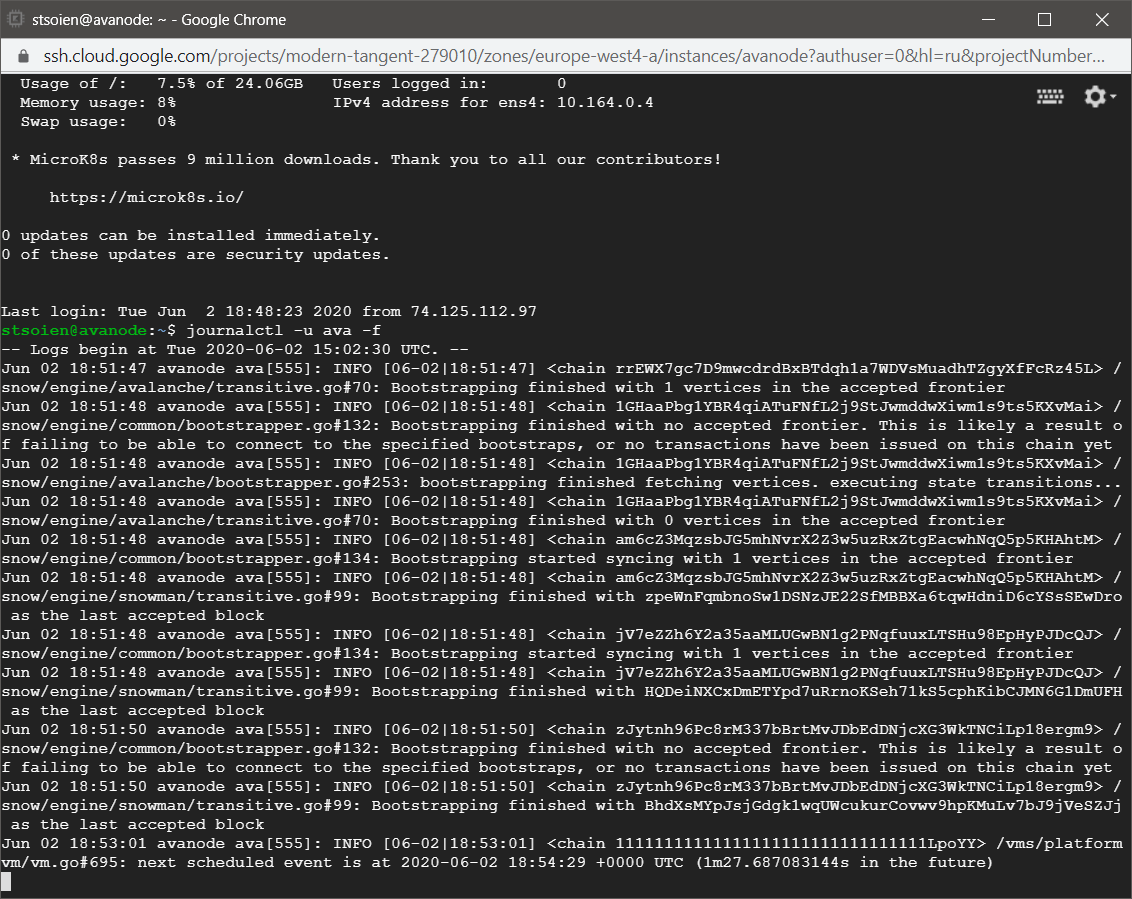 stsoien@avanode: ~ - Google Chrome
ssh.cloud.google.com/projects/modern-tangent-279010/zones/europe-west4-a/instances/avanode?authuser=0&hl=ru&projectNumber...
Usage of /:   7.5% of 24.06GB   Users logged in:       0
Memory usage: 8%                IPv4 address for ens4: 10.164.0.4
Swap usage:   0%
* MicroK8s passes 9 million downloads. Thank you to all our contributors!
https://microk8s.io/
0 updates can be installed immediately.
0 of these updates are security updates.
Last login: Tue Jun  2 18:48:23 2020 from 74.125.112.97
stsoien@avanode:~$ journalctl -u ava -f
-- Logs begin at Tue 2020-06-02 15:02:30 UTC. --
Jun 02 18:51:47 avanode ava[555]: INFO [06-02|18:51:47] <chain rrEWX7gc7D9mwcdrdBxBTdqh1a7WDVsMuadhTZgyXfFcRz45L> /
snow/engine/avalanche/transitive.go#70: Bootstrapping finished with 1 vertices in the accepted frontier
Jun 02 18:51:48 avanode ava[555]: INFO [06-02|18:51:48] <chain 1GHaaPbg1YBR4qiATuFNfL2j9StJwmddwXiwm1s9ts5KXvMai> /
snow/engine/common/bootstrapper.go#132: Bootstrapping finished with no accepted frontier. This is likely a result o
f failing to be able to connect to the specified bootstraps, or no transactions have been issued on this chain yet
Jun 02 18:51:48 avanode ava[555]: INFO [06-02|18:51:48] <chain 1GHaaPbg1YBR4qiATuFNfL2j9StJwmddwXiwm1s9ts5KXvMai> /
snow/engine/avalanche/bootstrapper.go#253: bootstrapping finished fetching vertices. executing state transitions...
Jun 02 18:51:48 avanode ava[555]: INFO [06-02|18:51:48] <chain 1GHaaPbg1YBR4qiATuFNfL2j9StJwmddwXiwm1s9ts5KXvMai> /
snow/engine/avalanche/transitive.go#70: Bootstrapping finished with 0 vertices in the accepted frontier
Jun 02 18:51:48 avanode ava[555]: INFO [06-02|18:51:48] <chain am6cZ3MqzsbJG5mhNvrX2Z3w5uzRxZtgEacwhNqQ5p5KHAhtM> /
snow/engine/common/bootstrapper.go#134: Bootstrapping started syncing with 1 vertices in the accepted frontier
Jun 02 18:51:48 avanode ava[555]: INFO [06-02|18:51:48] <chain am6cZ3MqzsbJG5mhNvrX2Z3w5uzRxZtgEacwhNqQ5p5KHAhtM> /
snow/engine/snowman/transitive.go#99: Bootstrapping finished with zpeWnFqmbnoSw1DSNzJE22SfMBBXa6tqwHdniD6cYSsSEwDro
as the last accepted block
Jun 02 18:51:48 avanode ava[555]: INFO [06-02|18:51:48] <chain jV7eZZh6Y2a35aaMLUGwBN1g2PNqfuuxLTSHu98EpHyPJDcQJ> /
snow/engine/common/bootstrapper.go#134: Bootstrapping started syncing with 1 vertices in the accepted frontier
Jun 02 18:51:48 avanode ava[555]: INFO [06-02|18:51:48] <chain jV7eZZh6Y2a35aaMLUGwBN1g2PNqfuuxLTSHu98EpHyPJDcQJ> /
snow/engine/snowman/transitive.go#99: Bootstrapping finished with HQDeiNXCxDmETYpd7uRrnoKSeh71kS5cphKibCJMN6G1DmUFH
as the last accepted block
Jun 02 18:51:50 avanode ava[555]: INFO [06-02|18:51:50] <chain zJytnh96Pc8rM337bBrtMvJDbEdDNjcXG3WkTNCiLp18ergm9> /
snow/engine/common/bootstrapper.go#132: Bootstrapping finished with no accepted frontier. This is likely a result o
f failing to be able to connect to the specified bootstraps, or no transactions have been issued on this chain yet
Jun 02 18:51:50 avanode ava[555]: INFO [06-02|18:51:50] <chain zJytnh96Pc8rM337bBrtMvJDbEdDNjcXG3WkTNCiLp18ergm9> /
snow/engine/snowman/transitive.go#99: Bootstrapping finished with BhdXsMYpJsjGdgk1wqUWcukurCovwv9hpKMuLv7bJ9jVeSZJj
as the last accepted block
Jun 02 18:53:01 avanode ava[555]: INFO [06-02|18:53:01] <chain 11111111111111111111111111111111LpoYY> /vms/platform
vm/vm.go#695: next scheduled event is at 2020-06-02 18:54:29 +0000 UTC (1m27.687083144s in the future)